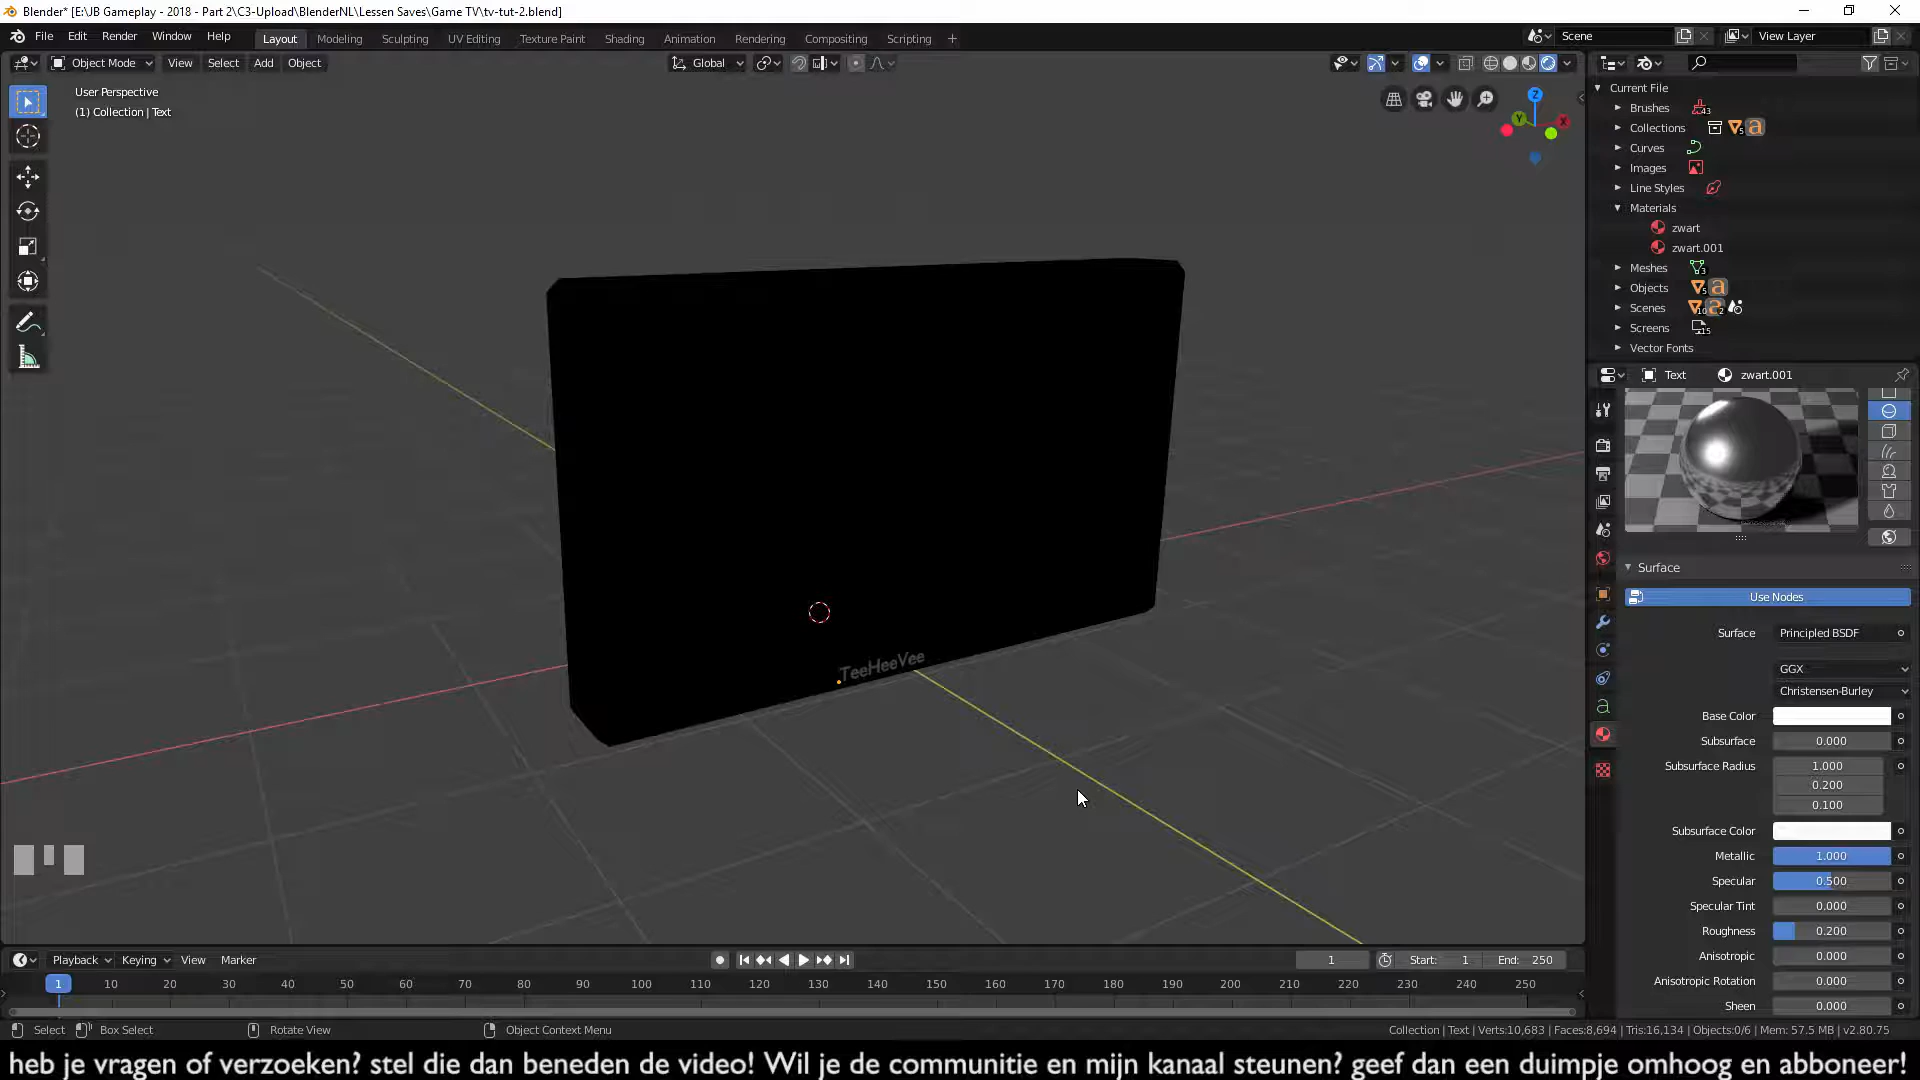 Blender* [E:\JB Gameplay - 2018 - Part 2\C3-Upload\BlenderNL\Lessen Saves\Game TV\tv-tut-2.blend]
File Edit Render Window Help Layout Modeling Sculpting UV Editing Texture Paint Shading Animation Rendering Compositing Scripting + Scene View Layer
Object Mode View Select Add Object Global
User Perspective
(1) Collection | Text
Z
Y X
TeeHeeVee
Current File
Brushes 43
Collections 5
Curves
Images
Line Styles
Materials
zwart
zwart.001
Meshes 3
Objects 5
Scenes 10 2
Screens 15
Vector Fonts
Text zwart.001
Surface
Use Nodes
Surface Principled BSDF
GGX
Christensen-Burley
Base Color
Subsurface 0.000
Subsurface Radius 1.000
0.200
0.100
Subsurface Color
Metallic 1.000
Specular 0.500
Specular Tint 0.000
Roughness 0.200
Anisotropic 0.000
Anisotropic Rotation 0.000
Sheen 0.000
Playback Keying View Marker 1 Start: 1 End: 250
1 10 20 30 40 50 60 70 80 90 100 110 120 130 140 150 160 170 180 190 200 210 220 230 240 250
Select Box Select Rotate View Object Context Menu Collection | Text | Verts:10,683 | Faces:8,694 | Tris:16,134 | Objects:0/6 | Mem: 57.5 MB | v2.80.75
heb je vragen of verzoeken? stel die dan beneden de video! Wil je de communitie en mijn kanaal steunen? geef dan een duimpje omhoog en abboneer!